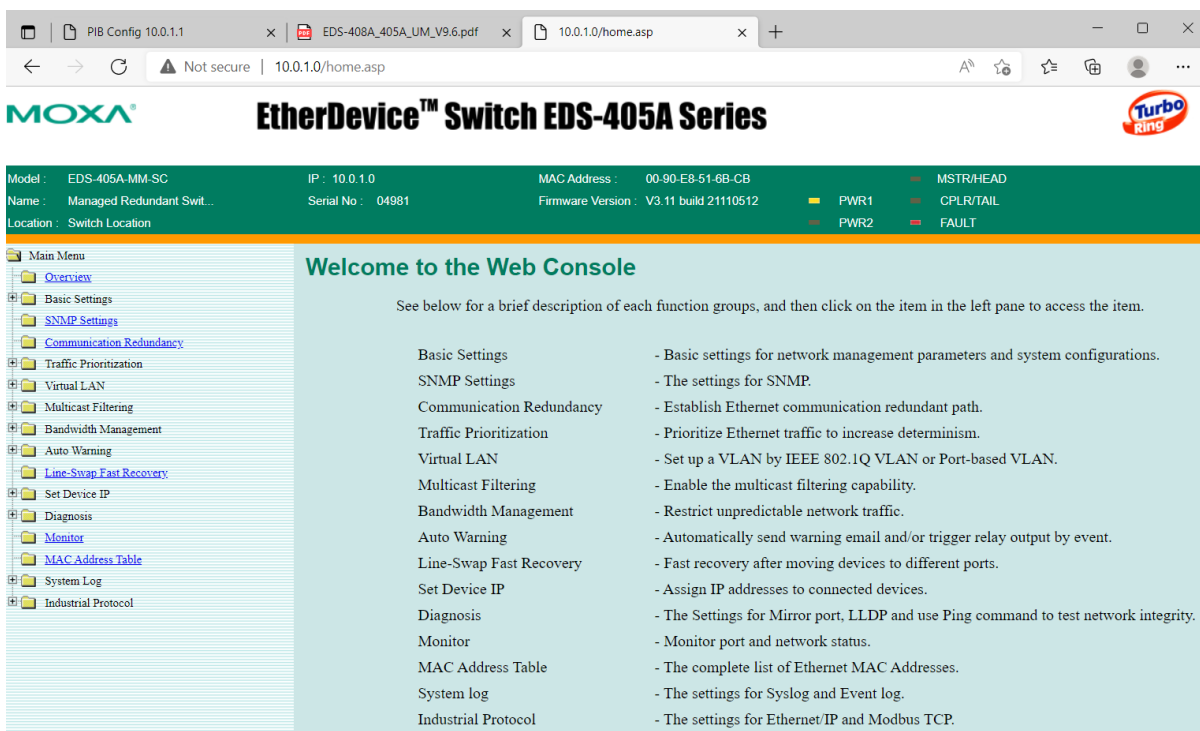 PIB Config 10.0.1.1
EDS-408A_405A_UM_V9.6.pdf
10.0.1.0/home.asp
Not secure | 10.0.1.0/home.asp
MOXA®
EtherDevice™ Switch EDS-405A Series
Turbo Ring
Model : EDS-405A-MM-SC IP : 10.0.1.0 MAC Address : 00-90-E8-51-6B-CB MSTR/HEAD
Name : Managed Redundant Swit... Serial No : 04981 Firmware Version : V3.11 build 21110512 PWR1 CPLR/TAIL
Location : Switch Location PWR2 FAULT
Main Menu
Overview
Basic Settings
SNMP Settings
Communication Redundancy
Traffic Prioritization
Virtual LAN
Multicast Filtering
Bandwidth Management
Auto Warning
Line-Swap Fast Recovery
Set Device IP
Diagnosis
Monitor
MAC Address Table
System Log
Industrial Protocol
Welcome to the Web Console
See below for a brief description of each function groups, and then click on the item in the left pane to access the item.
Basic Settings - Basic settings for network management parameters and system configurations.
SNMP Settings - The settings for SNMP.
Communication Redundancy - Establish Ethernet communication redundant path.
Traffic Prioritization - Prioritize Ethernet traffic to increase determinism.
Virtual LAN - Set up a VLAN by IEEE 802.1Q VLAN or Port-based VLAN.
Multicast Filtering - Enable the multicast filtering capability.
Bandwidth Management - Restrict unpredictable network traffic.
Auto Warning - Automatically send warning email and/or trigger relay output by event.
Line-Swap Fast Recovery - Fast recovery after moving devices to different ports.
Set Device IP - Assign IP addresses to connected devices.
Diagnosis - The Settings for Mirror port, LLDP and use Ping command to test network integrity.
Monitor - Monitor port and network status.
MAC Address Table - The complete list of Ethernet MAC Addresses.
System log - The settings for Syslog and Event log.
Industrial Protocol - The settings for Ethernet/IP and Modbus TCP.